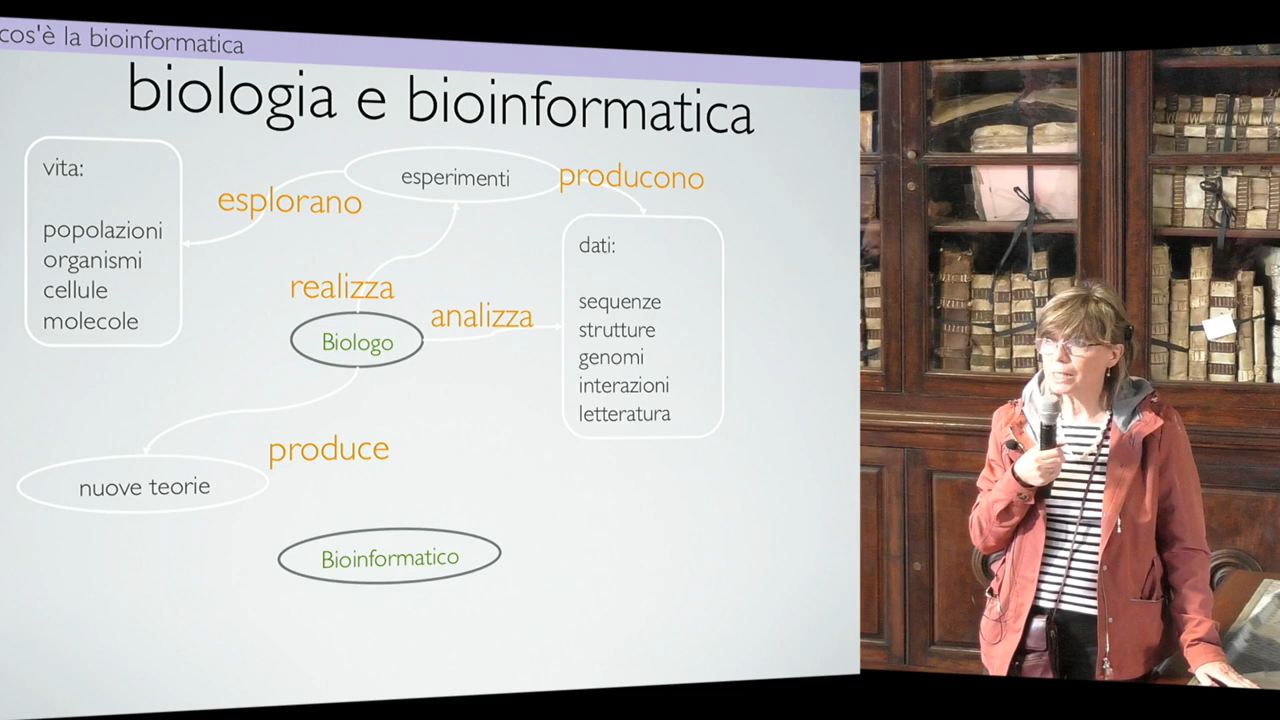 cos'è la bioinformatica
biologia e bioinformatica
vita:
popolazioni
organismi
cellule
molecole
esplorano
esperimenti
producono
dati:
sequenze
strutture
genomi
interazioni
letteratura
realizza
analizza
Biologo
produce
nuove teorie
Bioinformatico